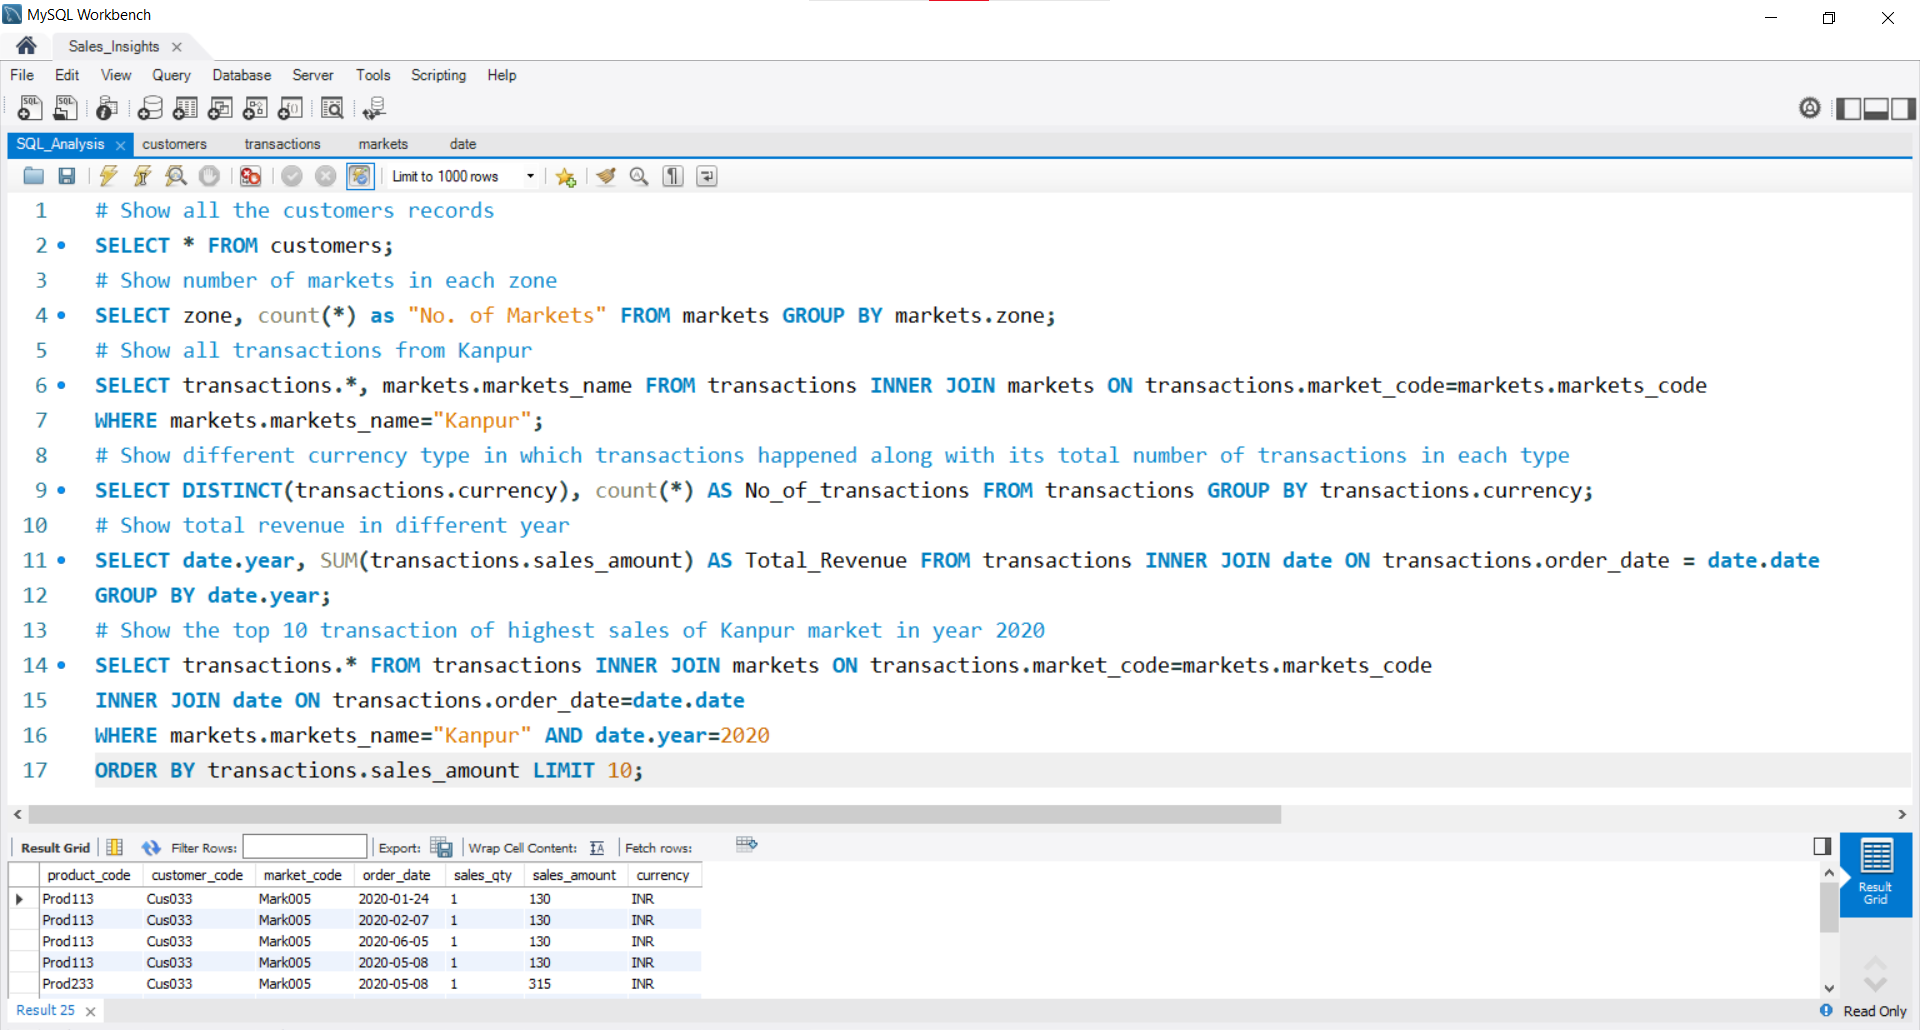 MySQL Workbench
Sales_Insights
File Edit View Query Database Server Tools Scripting Help
SQL_Analysis customers transactions markets date
Limit to 1000 rows
1 # Show all the customers records
2 SELECT * FROM customers;
3 # Show number of markets in each zone
4 SELECT zone, count(*) as "No. of Markets" FROM markets GROUP BY markets.zone;
5 # Show all transactions from Kanpur
6 SELECT transactions.*, markets.markets_name FROM transactions INNER JOIN markets ON transactions.market_code=markets.markets_code
7 WHERE markets.markets_name="Kanpur";
8 # Show different currency type in which transactions happened along with its total number of transactions in each type
9 SELECT DISTINCT(transactions.currency), count(*) AS No_of_transactions FROM transactions GROUP BY transactions.currency;
10 # Show total revenue in different year
11 SELECT date.year, SUM(transactions.sales_amount) AS Total_Revenue FROM transactions INNER JOIN date ON transactions.order_date = date.date
12 GROUP BY date.year;
13 # Show the top 10 transaction of highest sales of Kanpur market in year 2020
14 SELECT transactions.* FROM transactions INNER JOIN markets ON transactions.market_code=markets.markets_code
15 INNER JOIN date ON transactions.order_date=date.date
16 WHERE markets.markets_name="Kanpur" AND date.year=2020
17 ORDER BY transactions.sales_amount LIMIT 10;
Result Grid Filter Rows: Export: Wrap Cell Content: Fetch rows:
product_code customer_code market_code order_date sales_qty sales_amount currency
Prod113 Cus033 Mark005 2020-01-24 1 130 INR
Prod113 Cus033 Mark005 2020-02-07 1 130 INR
Prod113 Cus033 Mark005 2020-06-05 1 130 INR
Prod113 Cus033 Mark005 2020-05-08 1 130 INR
Prod233 Cus033 Mark005 2020-05-08 1 315 INR
Result
Grid
Result 25
Read Only